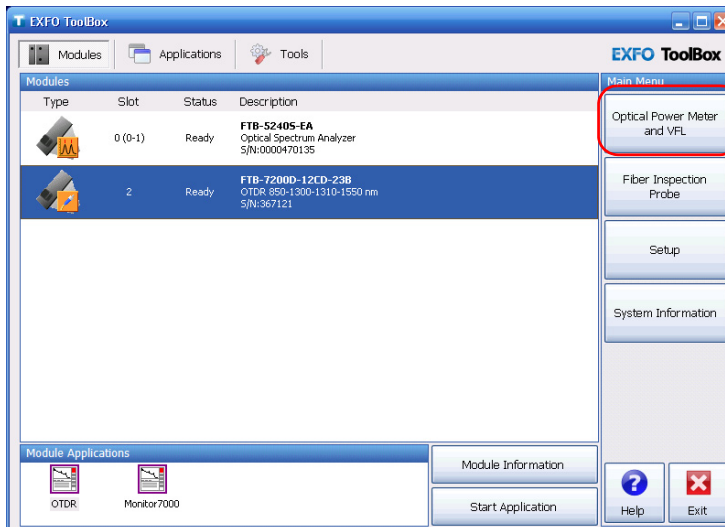 EXFO ToolBox
Modules
Applications
Tools
EXFO ToolBox
Modules
Type Slot Status Description
FTB-5240S-EA
0 (0-1) Ready Optical Spectrum Analyzer
S/N:0000470135
FTB-7200D-12CD-23B
2 Ready OTDR 850-1300-1310-1550 nm
S/N:367121
Main Menu
Optical Power Meter
and VFL
Fiber Inspection
Probe
Setup
System Information
Module Applications
OTDR
Monitor7000
Module Information
Start Application
Help
Exit